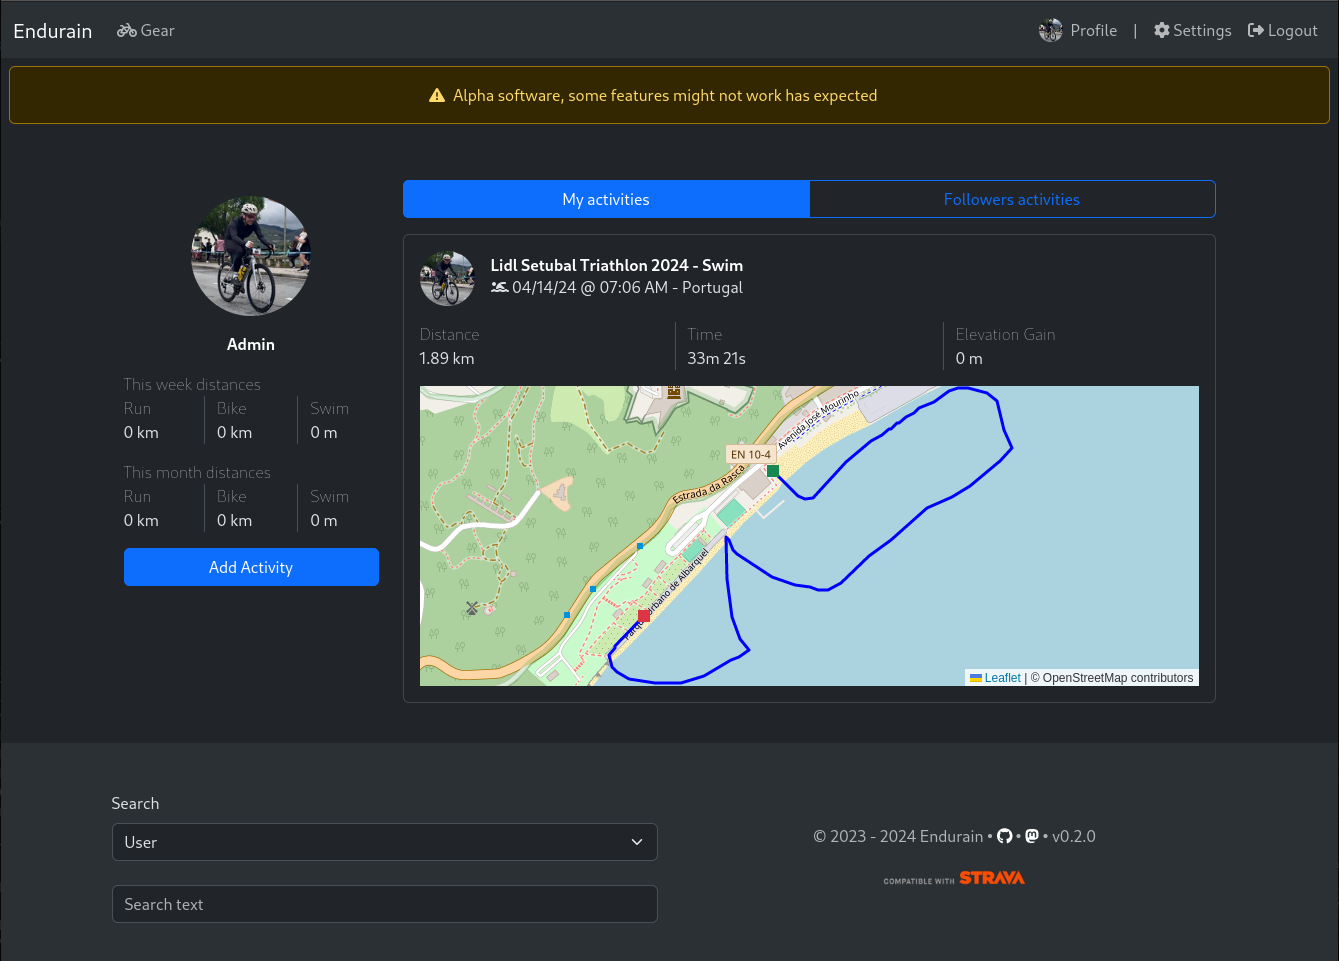 Endurain Gear Profile | Settings Logout
Alpha software, some features might not work has expected
My activities Followers activities
Admin
This week distances
Run Bike Swim
0 km 0 km 0 m
This month distances
Run Bike Swim
0 km 0 km 0 m
Add Activity
Lidl Setubal Triathlon 2024 - Swim
04/14/24 @ 07:06 AM - Portugal
Distance Time Elevation Gain
1.89 km 33m 21s 0 m
Avenida José Mourinho
EN 10-4
Estrada da Rasca
Parque Urbano de Albarquel
Leaflet | © OpenStreetMap contributors
Search
User
Search text
© 2023 - 2024 Endurain • • • v0.2.0
COMPATIBLE WITH STRAVA